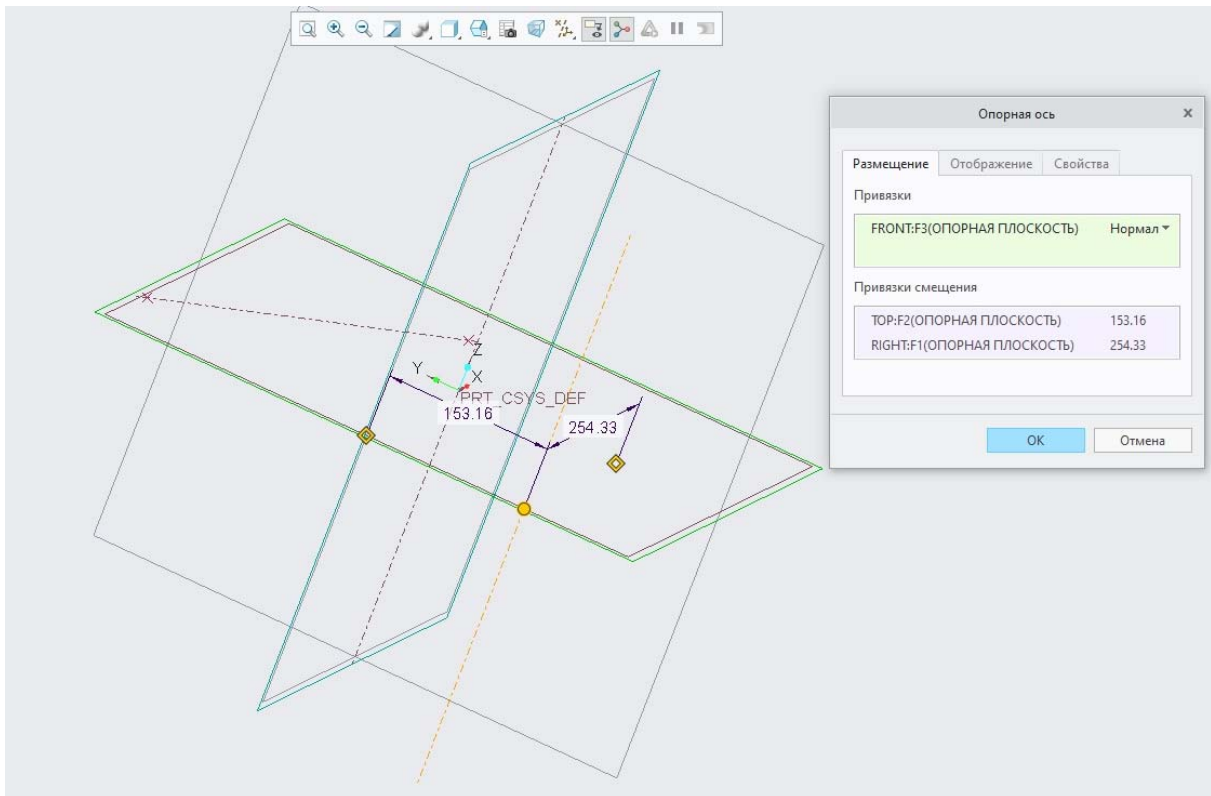 Опорная ось
Размещение Отображение Свойства
Привязки
FRONT:F3(ОПОРНАЯ ПЛОСКОСТЬ) Нормал
Привязки смещения
TOP:F2(ОПОРНАЯ ПЛОСКОСТЬ) 153.16
RIGHT:F1(ОПОРНАЯ ПЛОСКОСТЬ) 254.33
OK Отмена
Z
Y X
PRT_CSYS_DEF
153.16
254.33